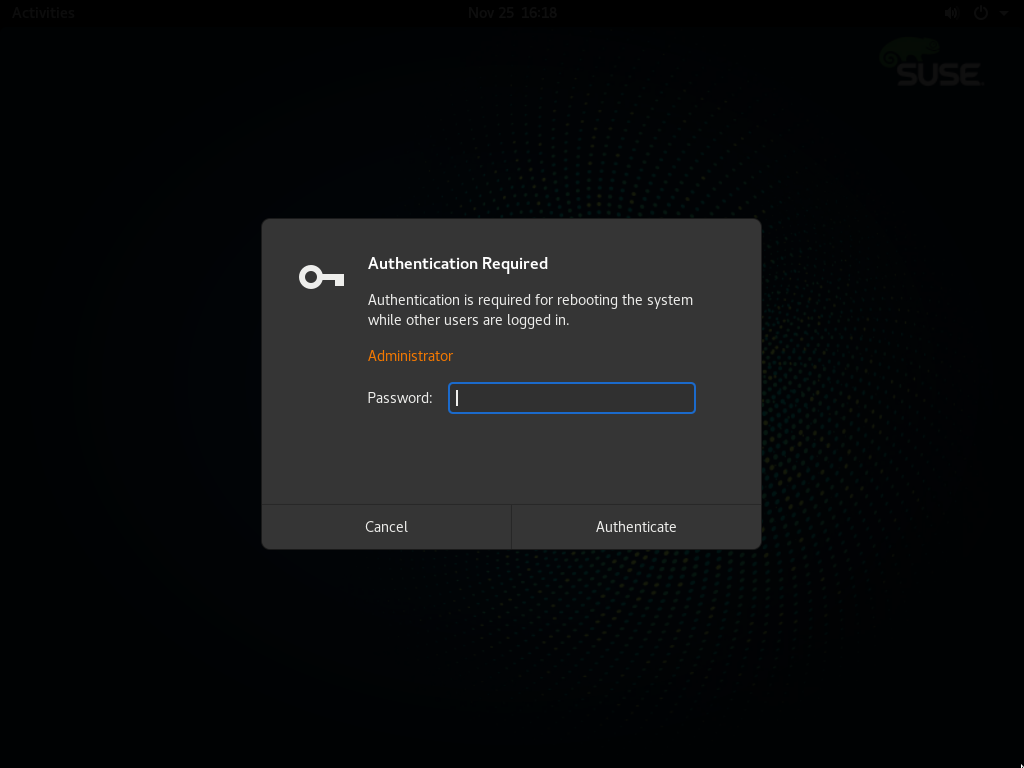 Activities
Nov 25 16:18
SUSE
Authentication Required
Authentication is required for rebooting the system
while other users are logged in.
Administrator
Password:
Cancel
Authenticate